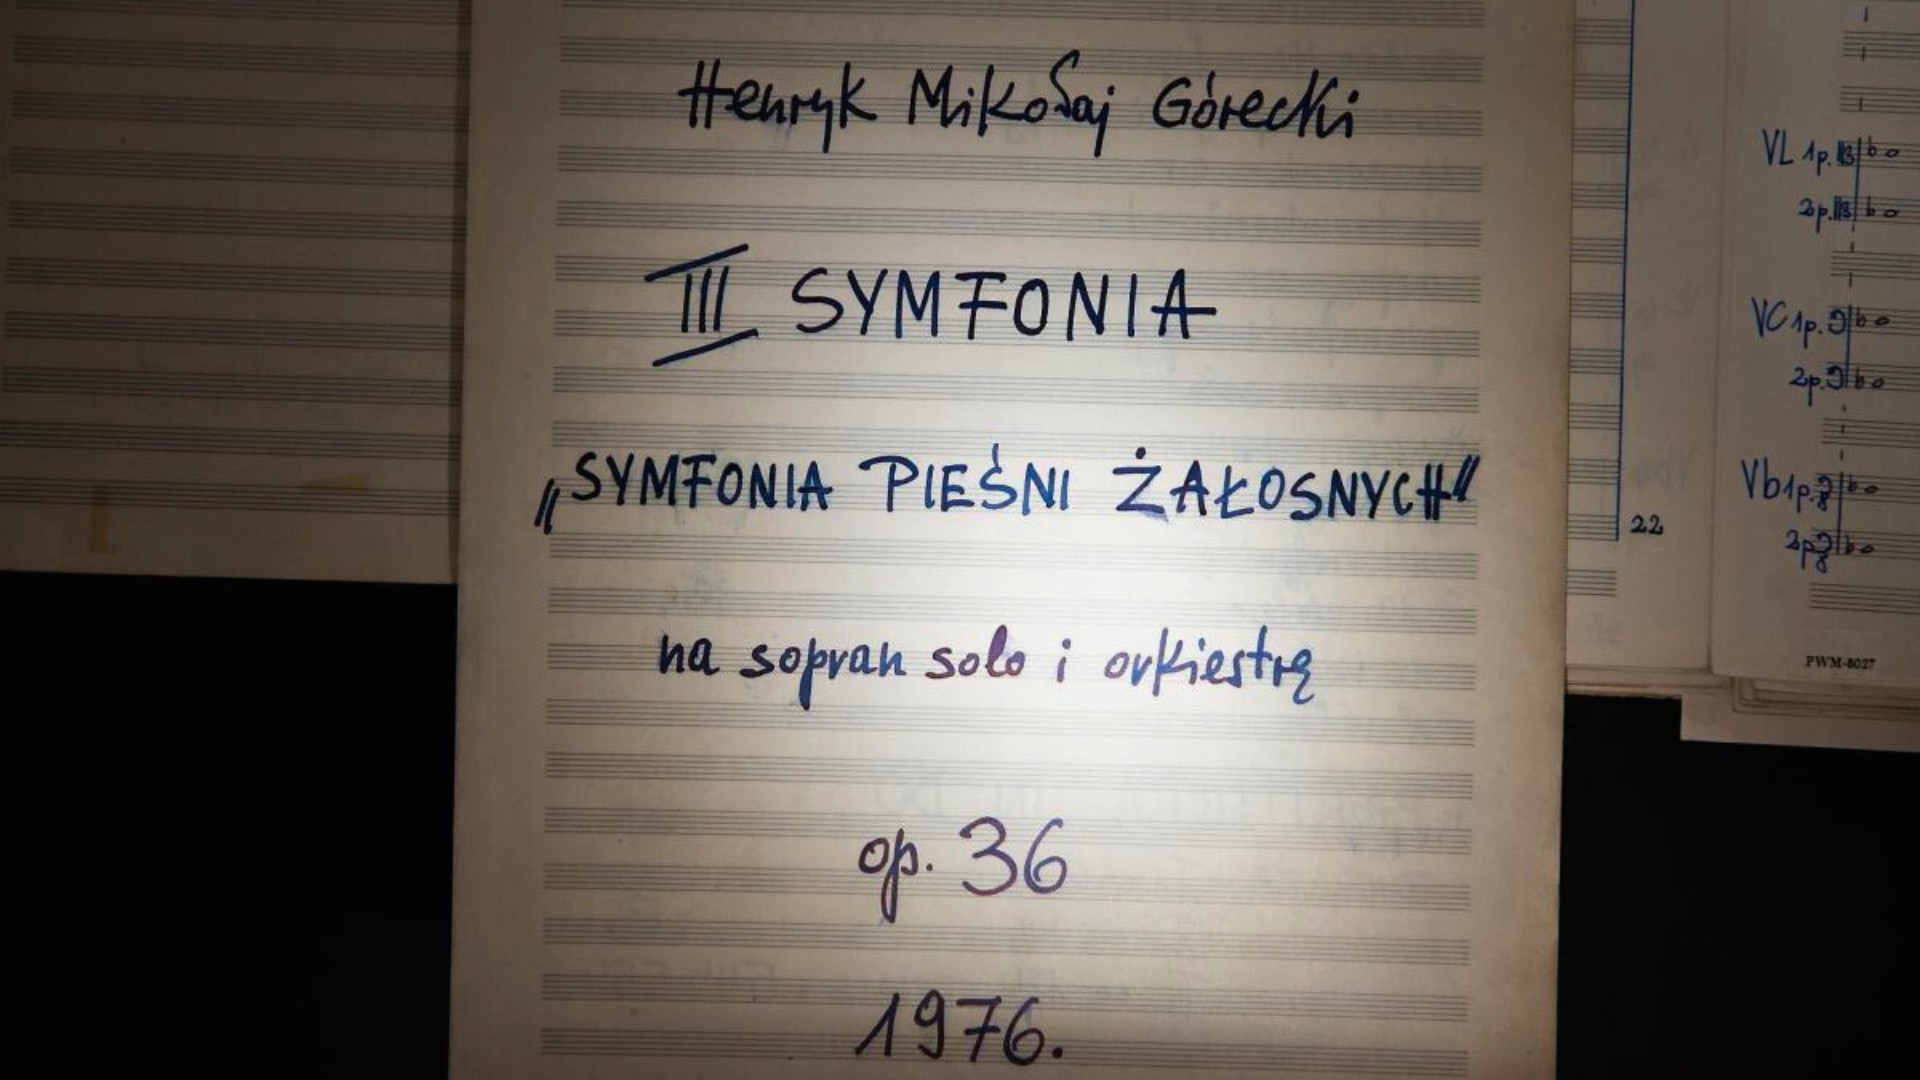 Henryk Mikołaj Górecki
III SYMFONIA
„SYMFONIA PIEŚNI ŻAŁOSNYCH"
na sopran solo i orkiestrę
op. 36
1976.
22
VL 1p.
2p.
VC 1p.
2p.
Vb 1p.
2p.
PWM-8027